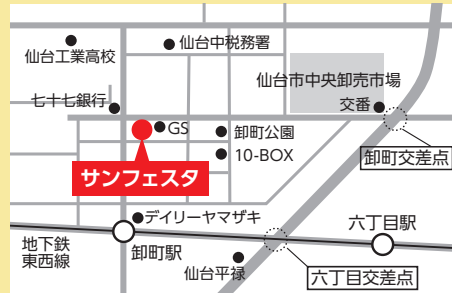 仙台工業高校
仙台中税務署
仙台市中央卸売市場
七十七銀行
交番
GS
卸町公園
10-BOX
卸町交差点
サンフェスタ
デイリーヤマザキ
六丁目駅
地下鉄
東西線
卸町駅
仙台平禄
六丁目交差点